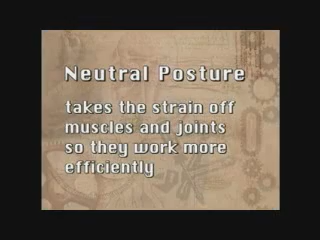 Neutral Posture
takes the strain off
muscles and joints
so they work more
efficiently